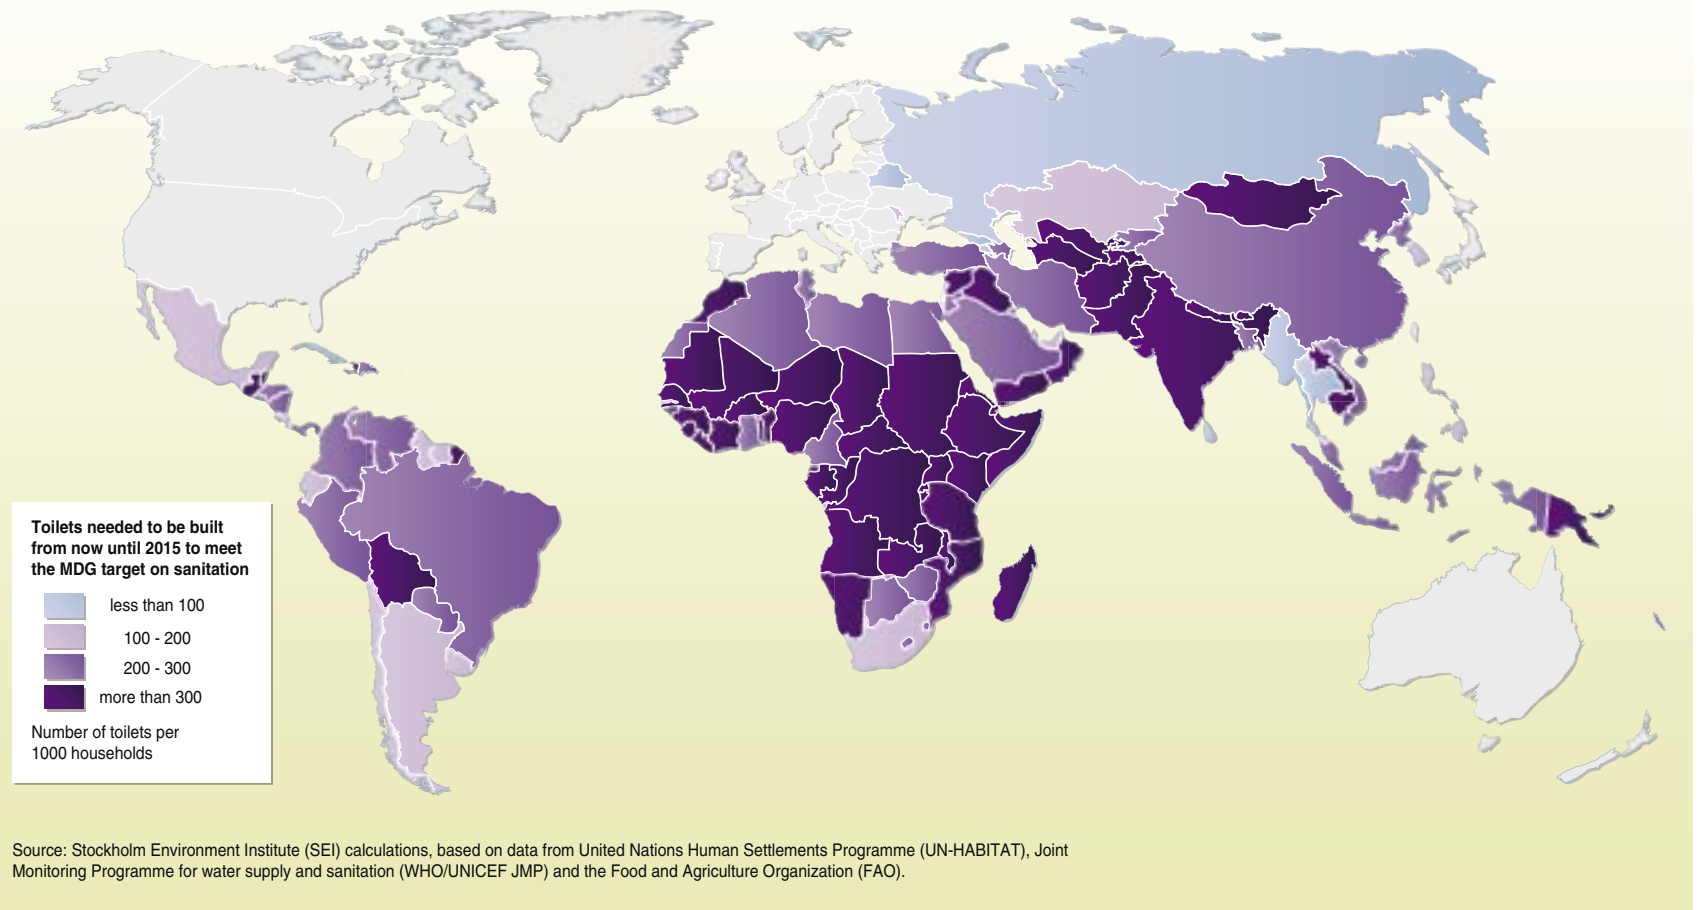 Toilets needed to be built
from now until 2015 to meet
the MDG target on sanitation
less than 100
100 - 200
200 - 300
more than 300
Number of toilets per
1000 households
Source: Stockholm Environment Institute (SEI) calculations, based on data from United Nations Human Settlements Programme (UN-HABITAT), Joint
Monitoring Programme for water supply and sanitation (WHO/UNICEF JMP) and the Food and Agriculture Organization (FAO).